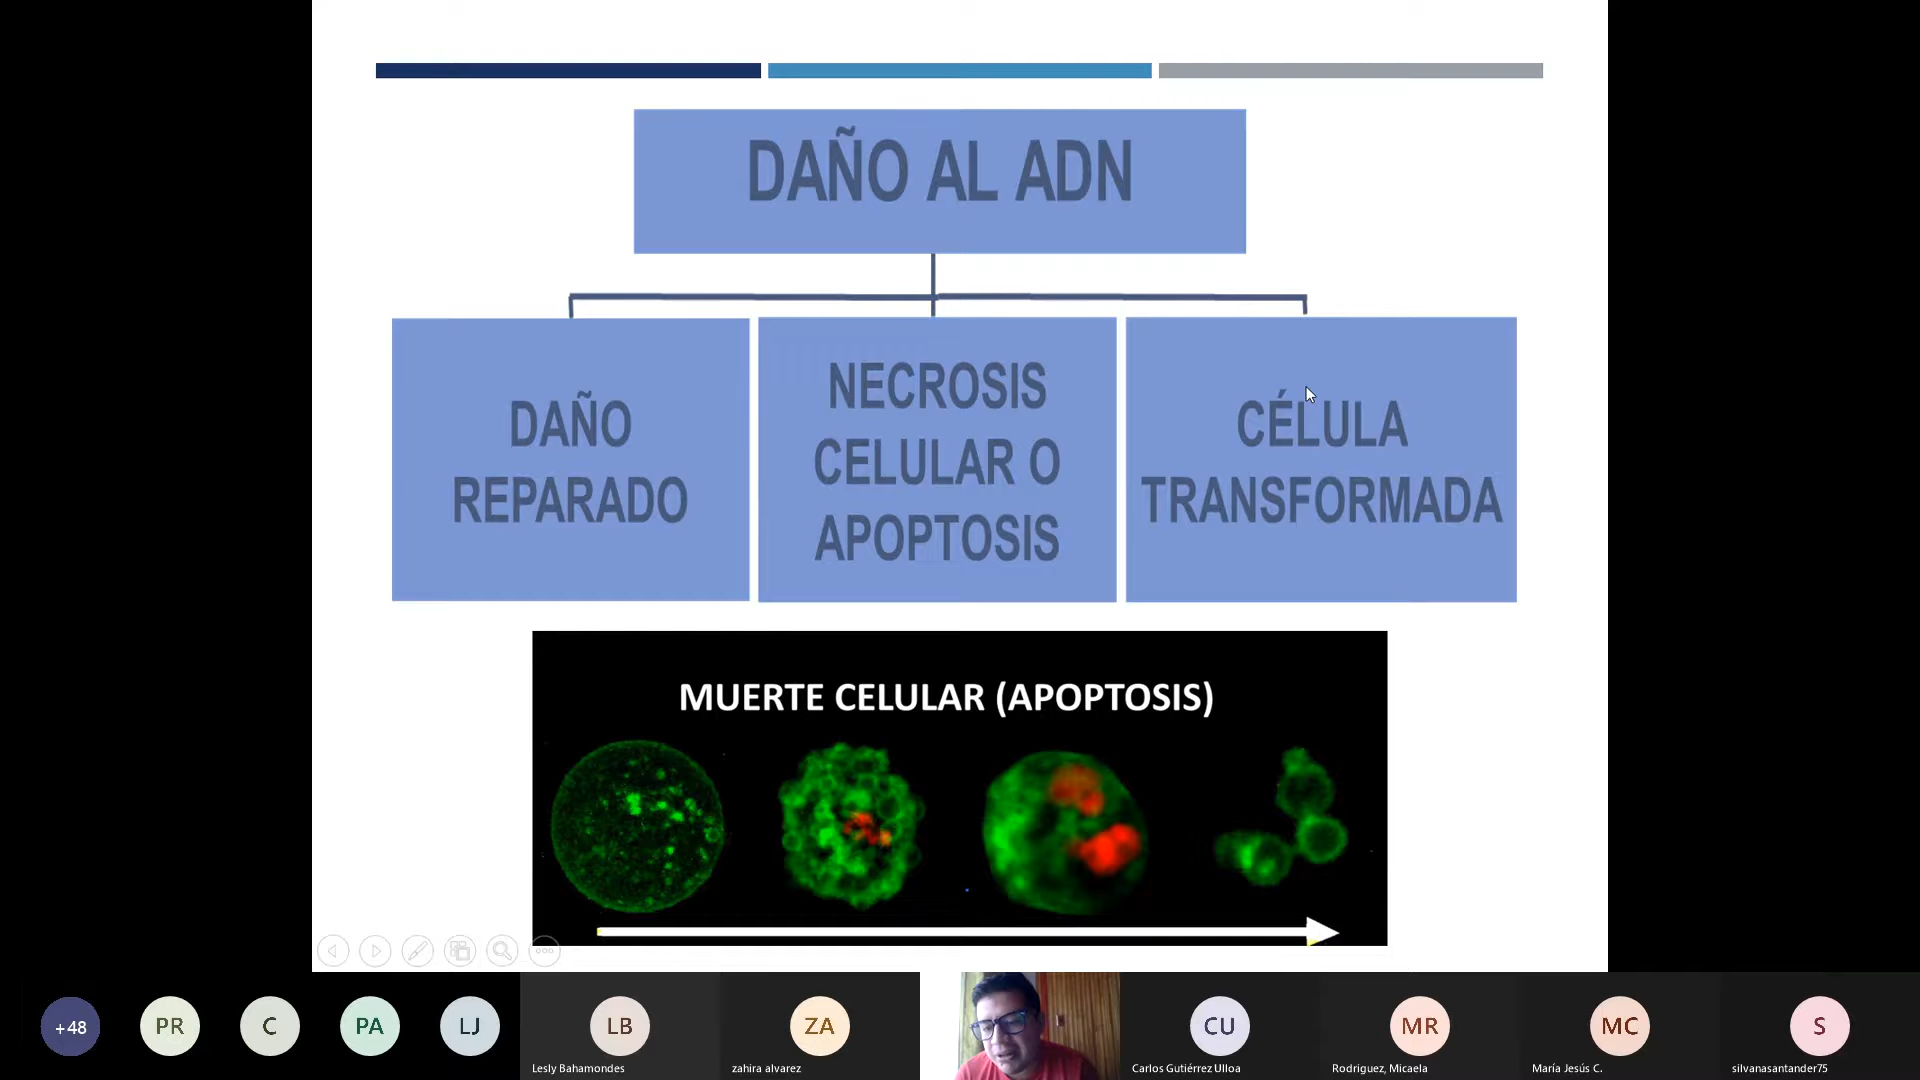 DAÑO AL ADN
DAÑO
REPARADO
NECROSIS
CELULAR O
APOPTOSIS
CÉLULA
TRANSFORMADA
MUERTE CELULAR (APOPTOSIS)
+48
PR
C
PA
LJ
LB
Lesly Bahamondes
ZA
zahira alvarez
CU
Carlos Gutiérrez Ulloa
MR
Rodriguez, Micaela
MC
María Jesús C.
S
silvanasantander75